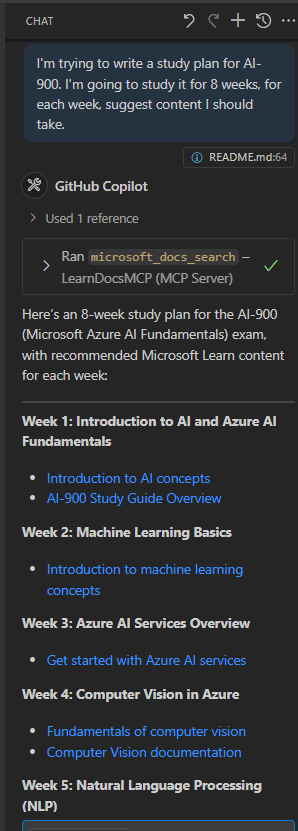 CHAT
I'm trying to write a study plan for AI-
900. I'm going to study it for 8 weeks, for
each week, suggest content I should
take.
README.md:64
GitHub Copilot
Used 1 reference
Ran microsoft_docs_search –
LearnDocsMCP (MCP Server)
Here's an 8-week study plan for the AI-900
(Microsoft Azure AI Fundamentals) exam,
with recommended Microsoft Learn content
for each week:
Week 1: Introduction to AI and Azure AI
Fundamentals
• Introduction to AI concepts
• AI-900 Study Guide Overview
Week 2: Machine Learning Basics
• Introduction to machine learning
concepts
Week 3: Azure AI Services Overview
• Get started with Azure AI services
Week 4: Computer Vision in Azure
• Fundamentals of computer vision
• Computer Vision documentation
Week 5: Natural Language Processing
(NLP)